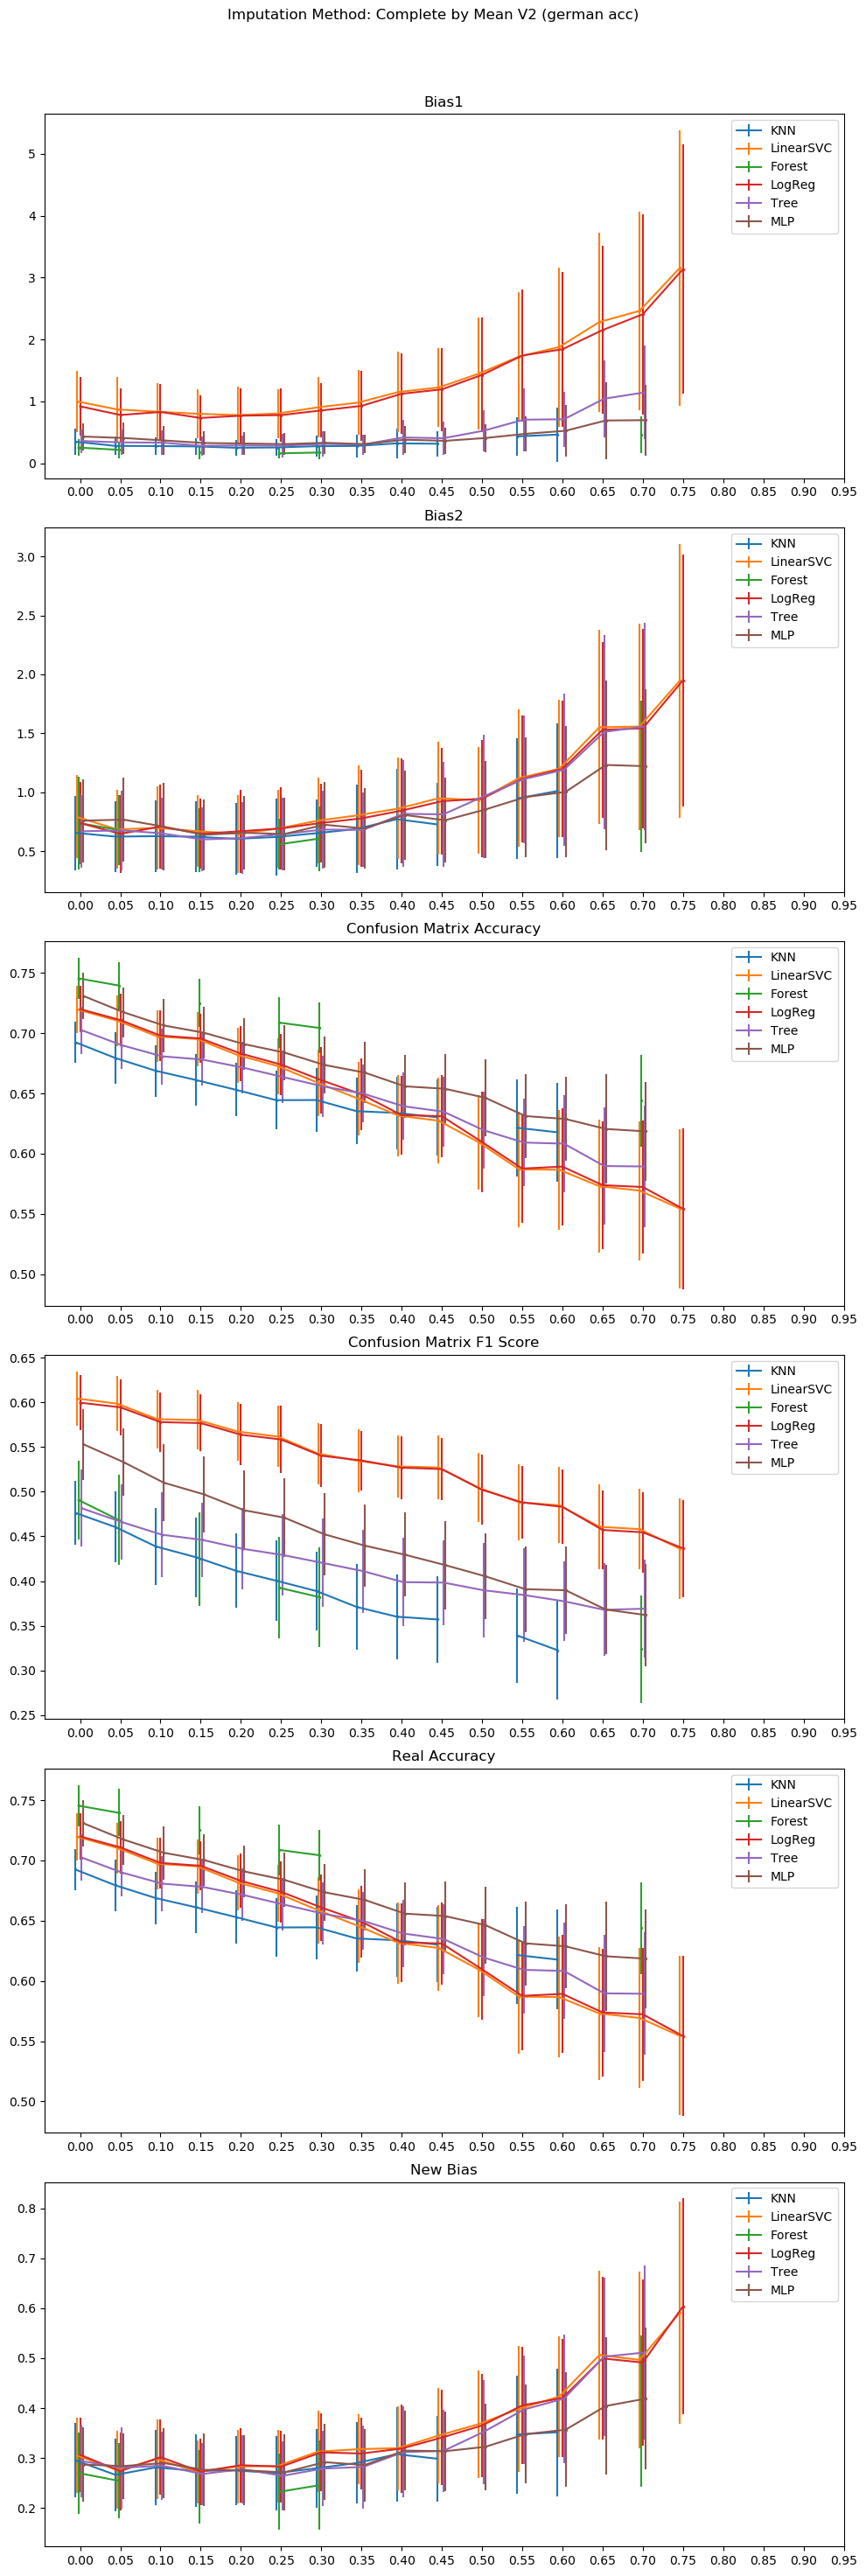 Imputation Method: Complete by Mean V2 (german acc)
Bias1
KNN
LinearSVC
Forest
LogReg
Tree
MLP
5
4
3
2
1
0
0.00 0.05 0.10 0.15 0.20 0.25 0.30 0.35 0.40 0.45 0.50 0.55 0.60 0.65 0.70 0.75 0.80 0.85 0.90 0.95
Bias2
KNN
LinearSVC
Forest
LogReg
Tree
MLP
3.0
2.5
2.0
1.5
1.0
0.5
0.00 0.05 0.10 0.15 0.20 0.25 0.30 0.35 0.40 0.45 0.50 0.55 0.60 0.65 0.70 0.75 0.80 0.85 0.90 0.95
Confusion Matrix Accuracy
KNN
LinearSVC
Forest
LogReg
Tree
MLP
0.75
0.70
0.65
0.60
0.55
0.50
0.00 0.05 0.10 0.15 0.20 0.25 0.30 0.35 0.40 0.45 0.50 0.55 0.60 0.65 0.70 0.75 0.80 0.85 0.90 0.95
Confusion Matrix F1 Score
KNN
LinearSVC
Forest
LogReg
Tree
MLP
0.65
0.60
0.55
0.50
0.45
0.40
0.35
0.30
0.25
0.00 0.05 0.10 0.15 0.20 0.25 0.30 0.35 0.40 0.45 0.50 0.55 0.60 0.65 0.70 0.75 0.80 0.85 0.90 0.95
Real Accuracy
KNN
LinearSVC
Forest
LogReg
Tree
MLP
0.75
0.70
0.65
0.60
0.55
0.50
0.00 0.05 0.10 0.15 0.20 0.25 0.30 0.35 0.40 0.45 0.50 0.55 0.60 0.65 0.70 0.75 0.80 0.85 0.90 0.95
New Bias
KNN
LinearSVC
Forest
LogReg
Tree
MLP
0.8
0.7
0.6
0.5
0.4
0.3
0.2
0.00 0.05 0.10 0.15 0.20 0.25 0.30 0.35 0.40 0.45 0.50 0.55 0.60 0.65 0.70 0.75 0.80 0.85 0.90 0.95